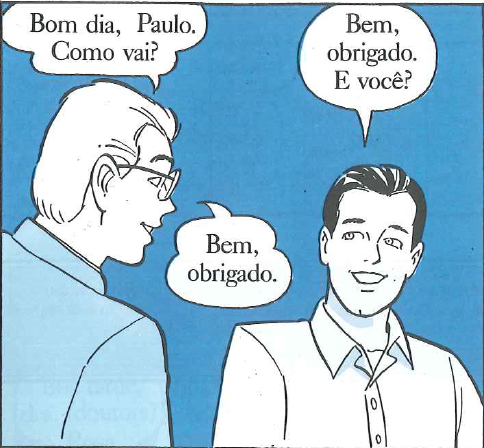 Bom dia, Paulo.
Como vai?
Bem,
obrigado.
E você?
Bem,
obrigado.